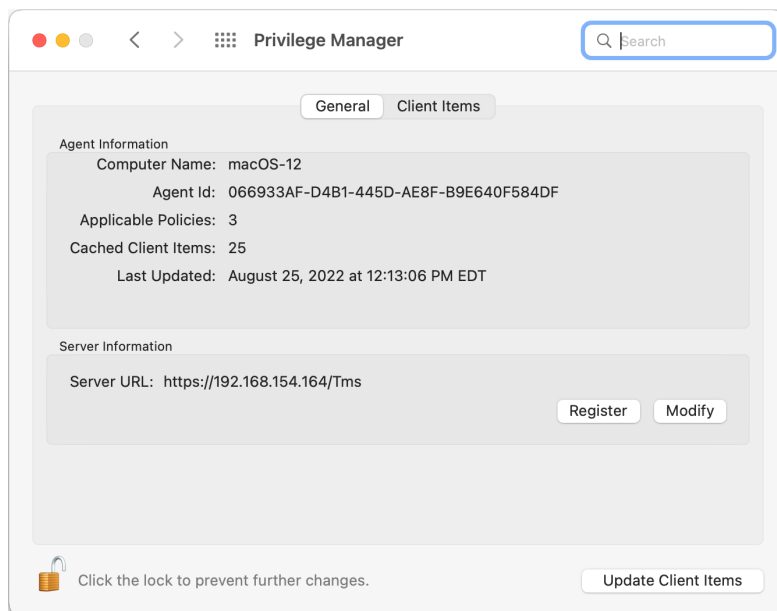 Privilege Manager
Search
General
Client Items
Agent Information
Computer Name: macOS-12
Agent Id: 066933AF-D4B1-445D-AE8F-B9E640F584DF
Applicable Policies: 3
Cached Client Items: 25
Last Updated: August 25, 2022 at 12:13:06 PM EDT
Server Information
Server URL: https://192.168.154.164/Tms
Register
Modify
Click the lock to prevent further changes.
Update Client Items